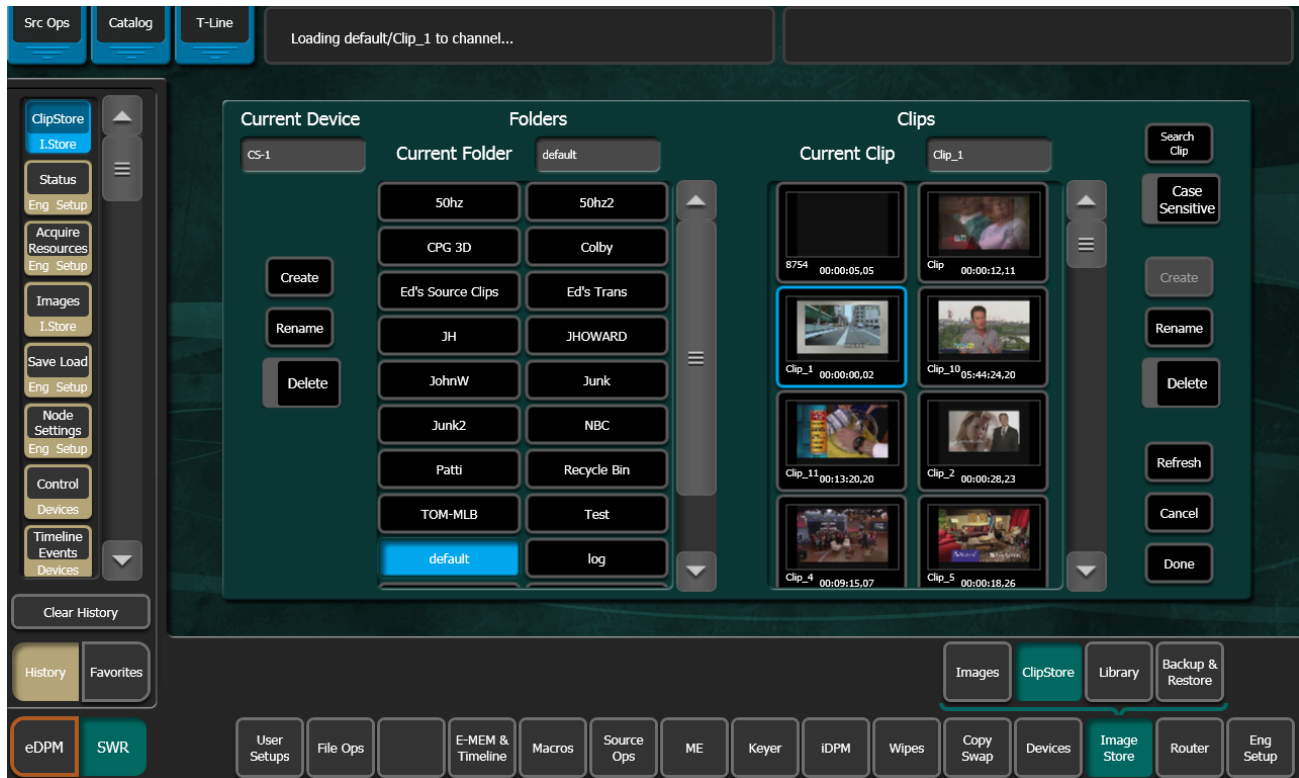 Src Ops
Catalog
T-Line
Loading default/Clip_1 to channel...
ClipStore
I.Store
Status
Eng Setup
Acquire
Resources
Eng Setup
Images
I.Store
Save Load
Eng Setup
Node
Settings
Eng Setup
Control
Devices
Timeline
Events
Devices
Clear History
History
Favorites
eDPM
SWR
Current Device
CS-1
Create
Rename
Delete
Folders
Current Folder
default
50hz
50hz2
CPG 3D
Colby
Ed's Source Clips
Ed's Trans
JH
JHOWARD
JohnW
Junk
Junk2
NBC
Patti
Recycle Bin
TOM-MLB
Test
default
log
Clips
Current Clip
Clip_1
8754 00:00:05,05
Clip 00:00:12,11
Clip_1 00:00:00,02
Clip_10 05:44:24,20
Clip_11 00:13:20,20
Clip_2 00:00:28,23
Clip_4 00:09:15,07
Clip_5 00:00:18,26
Search
Clip
Case
Sensitive
Create
Rename
Delete
Refresh
Cancel
Done
Images
ClipStore
Library
Backup &
Restore
User
Setups
File Ops
E-MEM &
Timeline
Macros
Source
Ops
ME
Keyer
iDPM
Wipes
Copy
Swap
Devices
Image
Store
Router
Eng
Setup